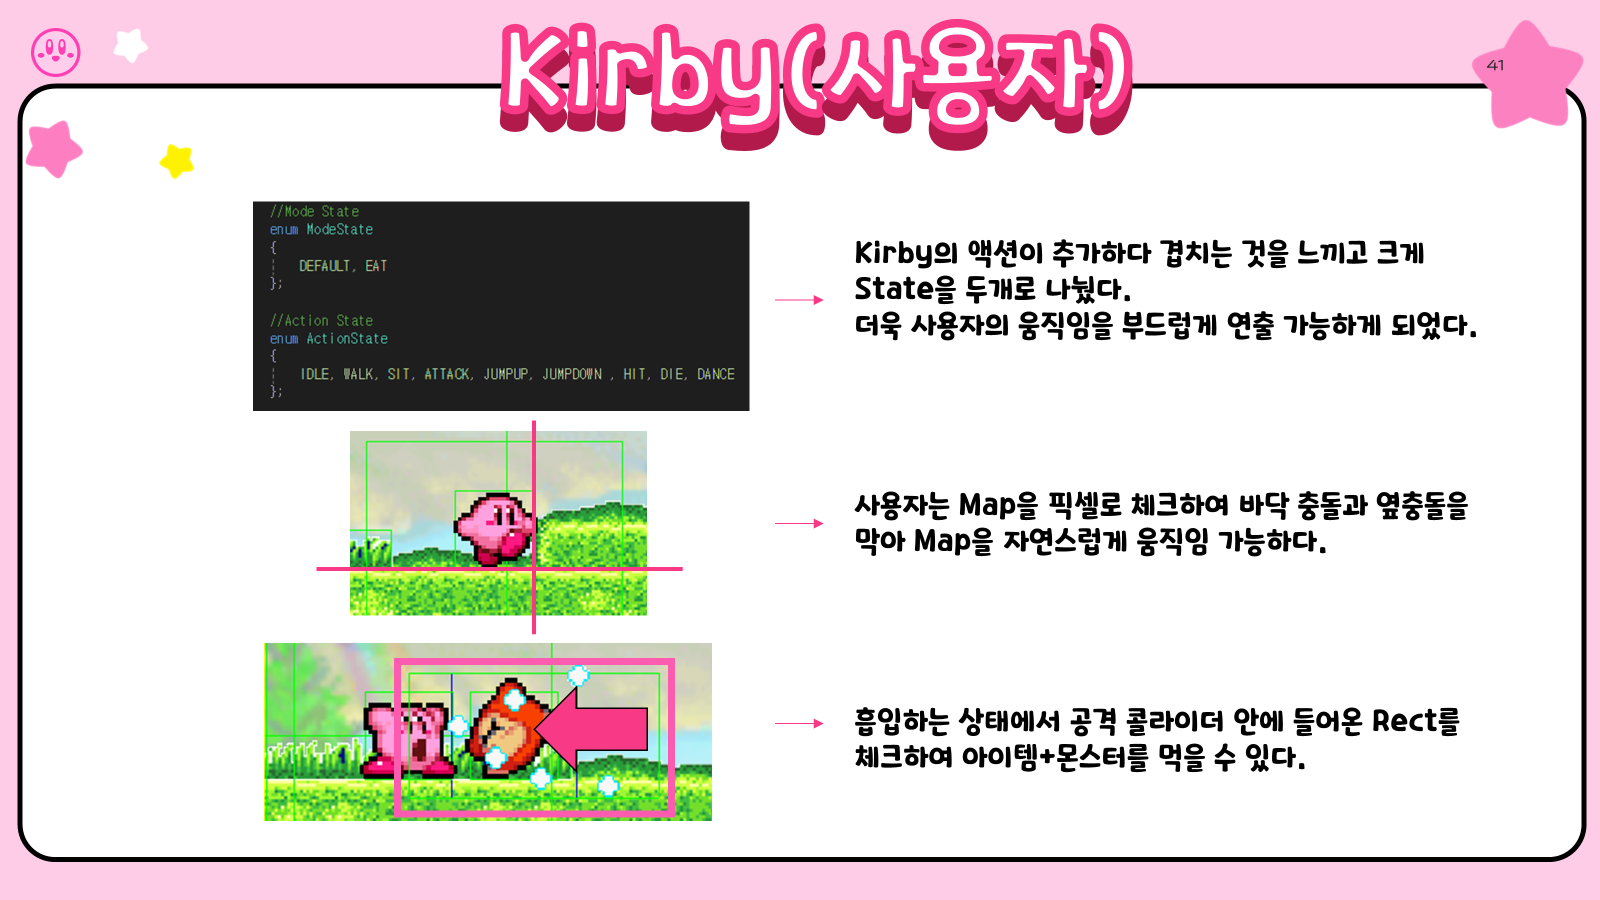 Kirby(사용자)
41
//Mode State
enum ModeState
{
DEFAULT, EAT
};
//Action State
enum ActionState
{
IDLE, WALK, SIT, ATTACK, JUMPUP, JUMPDOWN , HIT, DIE, DANCE
};
Kirby의 액션이 추가하다 겹치는 것을 느끼고 크게
State을 두개로 나눴다.
더욱 사용자의 움직임을 부드럽게 연출 가능하게 되었다.
사용자는 Map을 픽셀로 체크하여 바닥 충돌과 옆충돌을
막아 Map을 자연스럽게 움직임 가능하다.
흡입하는 상태에서 공격 콜라이더 안에 들어온 Rect를
체크하여 아이템+몬스터를 먹을 수 있다.